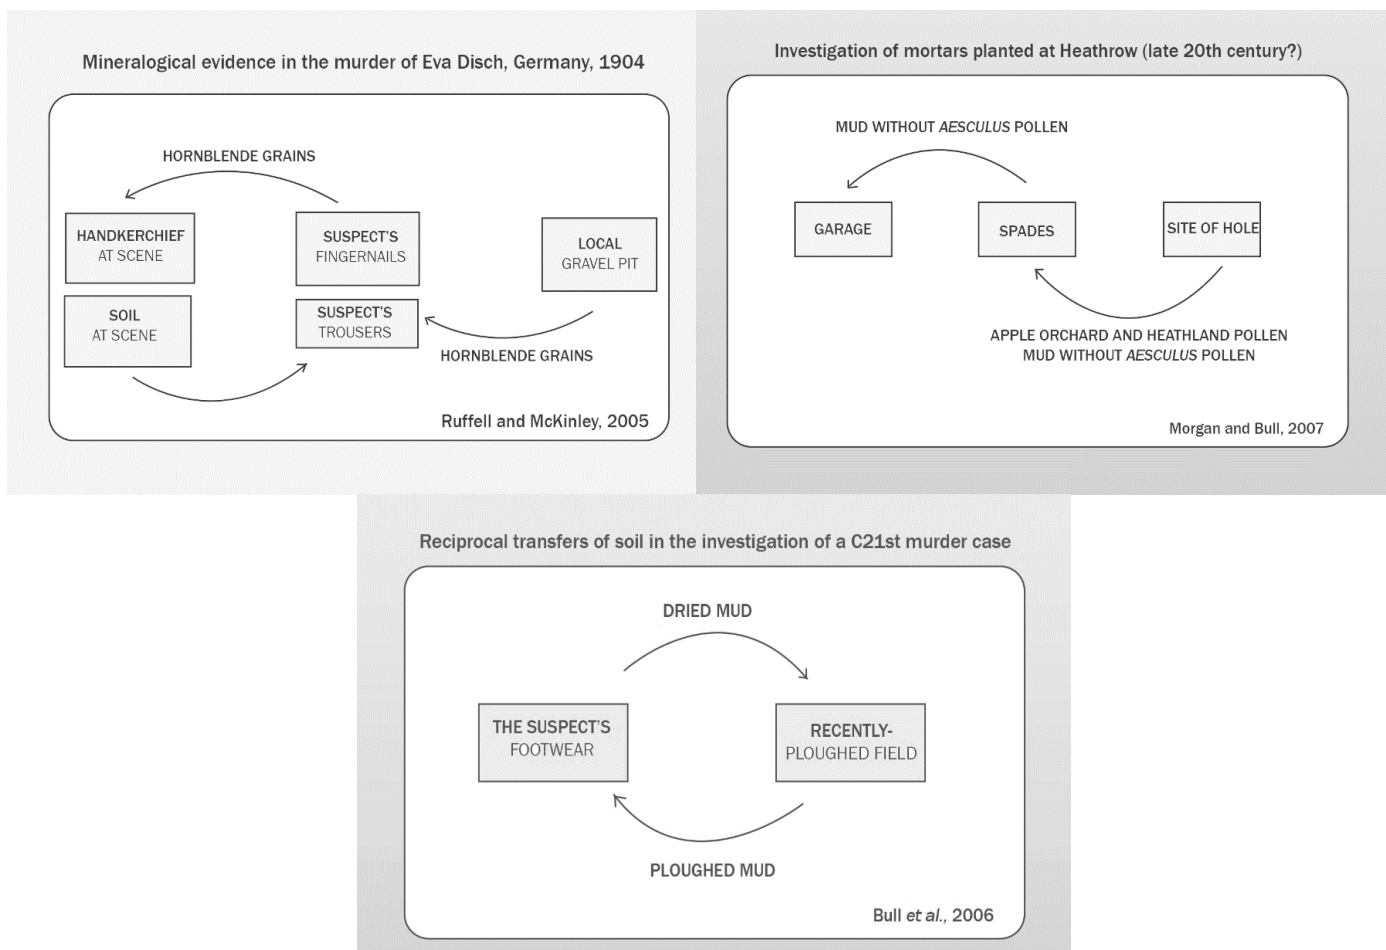 Mineralogical evidence in the murder of Eva Disch, Germany, 1904
HORNBLENDE GRAINS
HANDKERCHIEF
AT SCENE
SUSPECT'S
FINGERNAILS
LOCAL
GRAVEL PIT
SOIL
AT SCENE
SUSPECT'S
TROUSERS
HORNBLENDE GRAINS
Ruffell and McKinley, 2005
Investigation of mortars planted at Heathrow (late 20th century?)
MUD WITHOUT AESCULUS POLLEN
GARAGE
SPADES
SITE OF HOLE
APPLE ORCHARD AND HEATHLAND POLLEN
MUD WITHOUT AESCULUS POLLEN
Morgan and Bull, 2007
Reciprocal transfers of soil in the investigation of a C21st murder case
DRIED MUD
THE SUSPECT'S
FOOTWEAR
RECENTLY-
PLOUGHED FIELD
PLOUGHED MUD
Bull et al., 2006